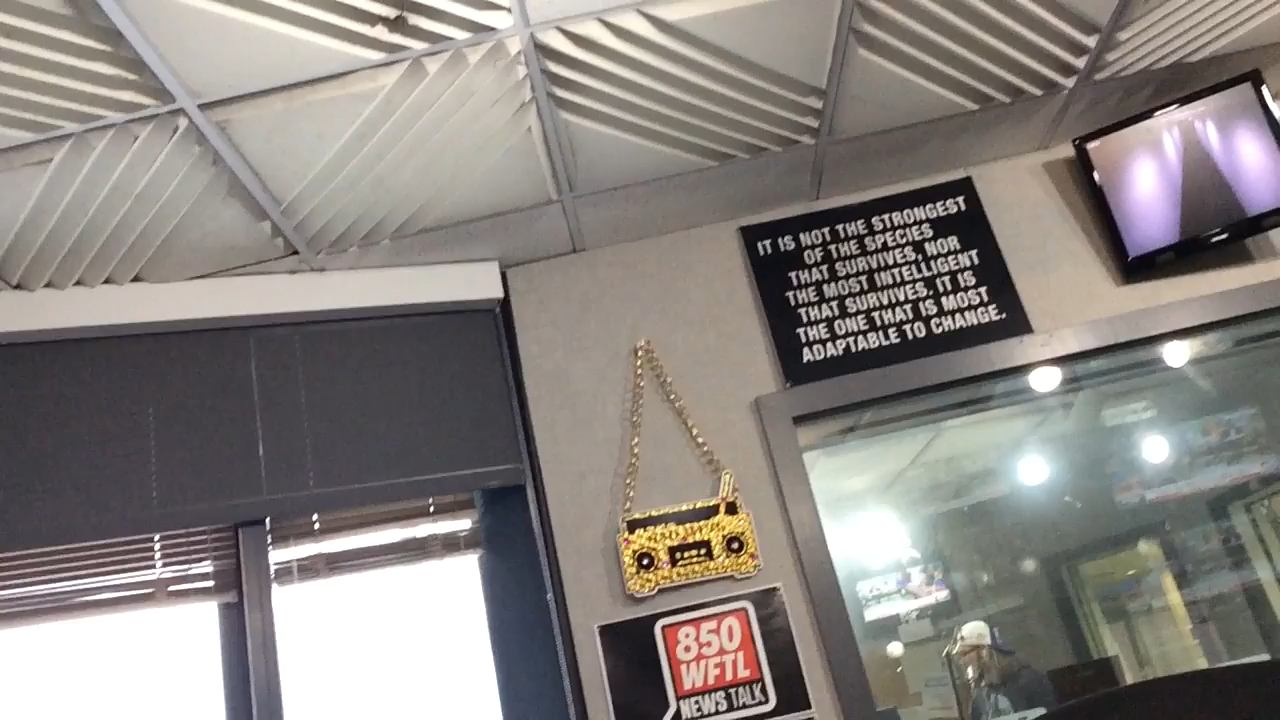 IT IS NOT THE STRONGEST
OF THE SPECIES
THAT SURVIVES, NOR
THE MOST INTELLIGENT
THAT SURVIVES. IT IS
THE ONE THAT IS MOST
ADAPTABLE TO CHANGE.
850
WFTL
NEWS TALK